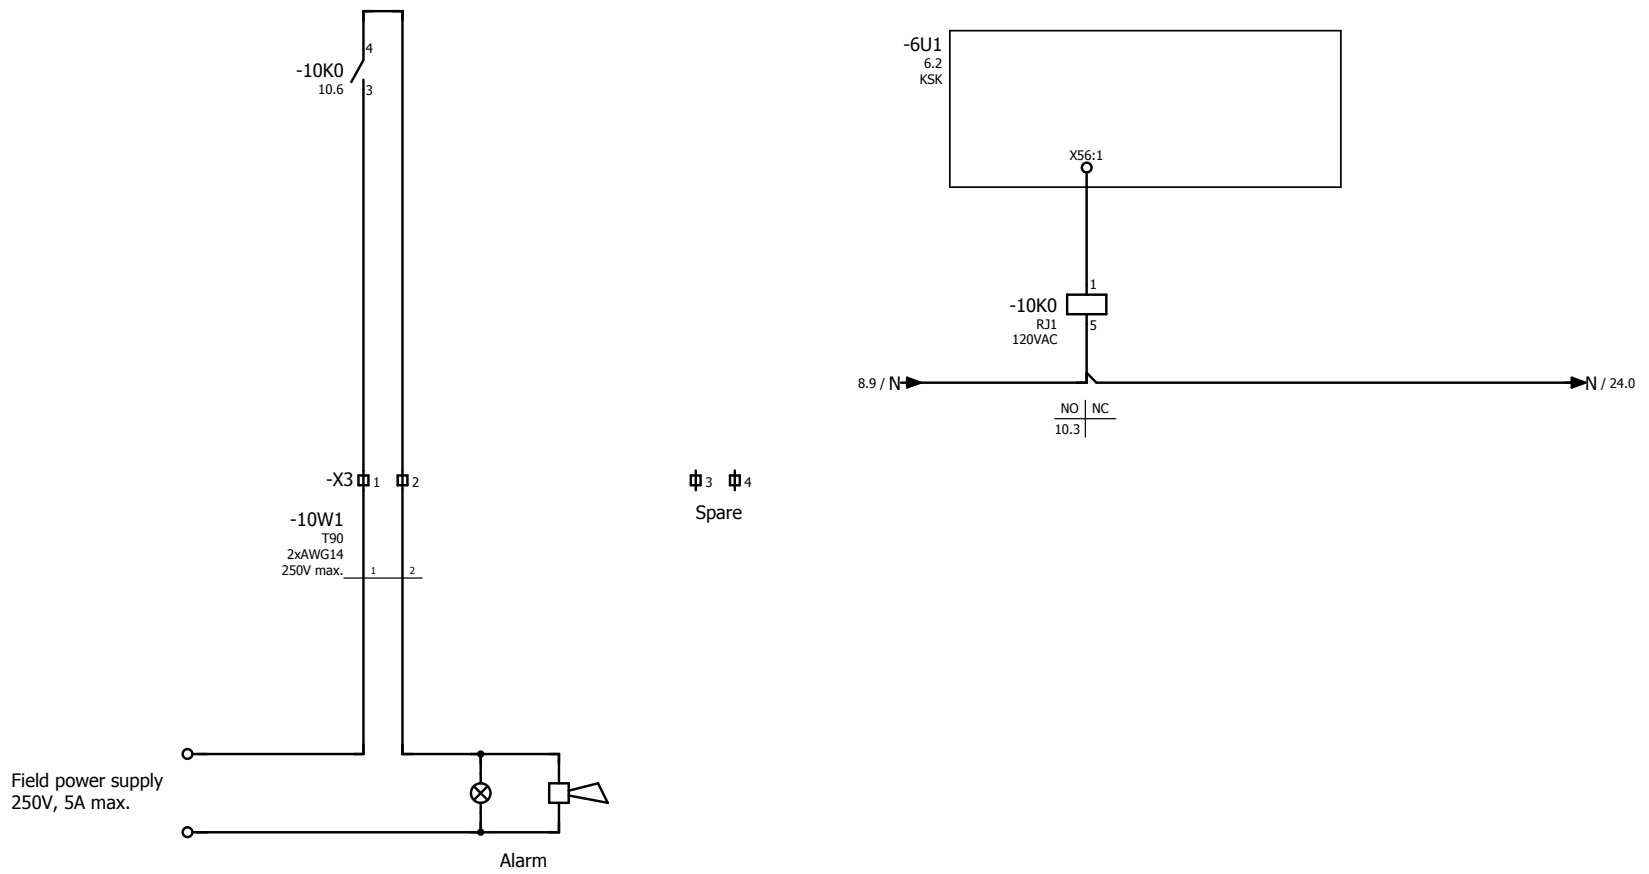 4
-10K0
10.6
3
-X3
1
2
-10W1
T90
2xAWG14
250V max.
1
2
Field power supply
250V, 5A max.
Alarm
3
4
Spare
-6U1
6.2
KSK
X56:1
1
-10K0
RJ1
120VAC
5
8.9 / N
N / 24.0
NO NC
10.3